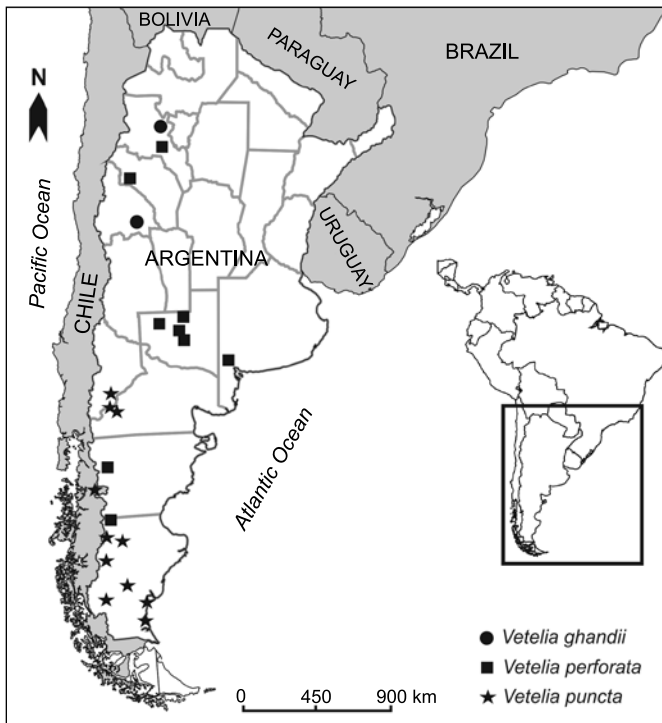 BOLIVIA
PARAGUAY
BRAZIL
N
Pacific Ocean
CHILE
ARGENTINA
URUGUAY
Atlantic Ocean
Vetelia ghandii
Vetelia perforata
Vetelia puncta
0 450 900 km